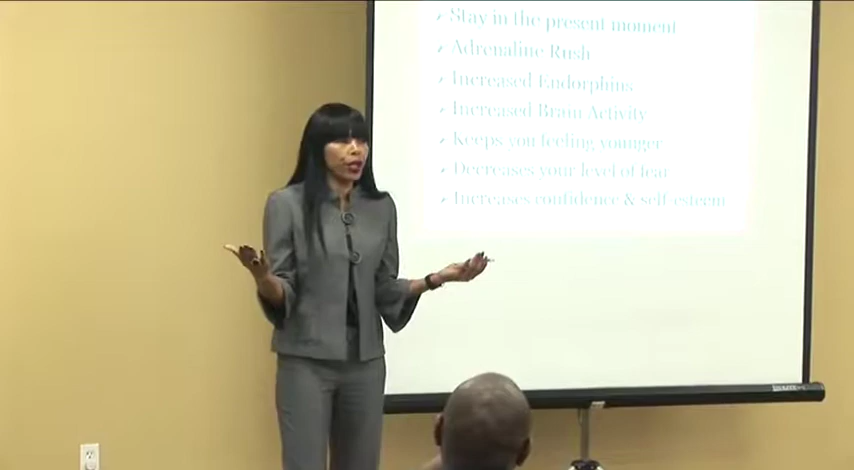 ✓ Stay in the present moment
✓ Adrenaline Rush
✓ Increased Endorphins
✓ Increased Brain Activity
✓ Keeps you feeling younger
✓ Decreases your level of fear
✓ Increases confidence & self-esteem